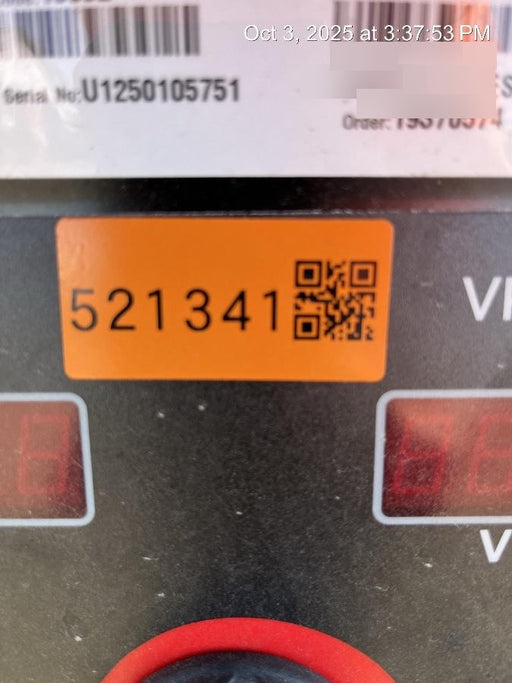 Oct 3, 2025 at 3:37:53 PM
Serial No:U1250105751
Order:
521341
V